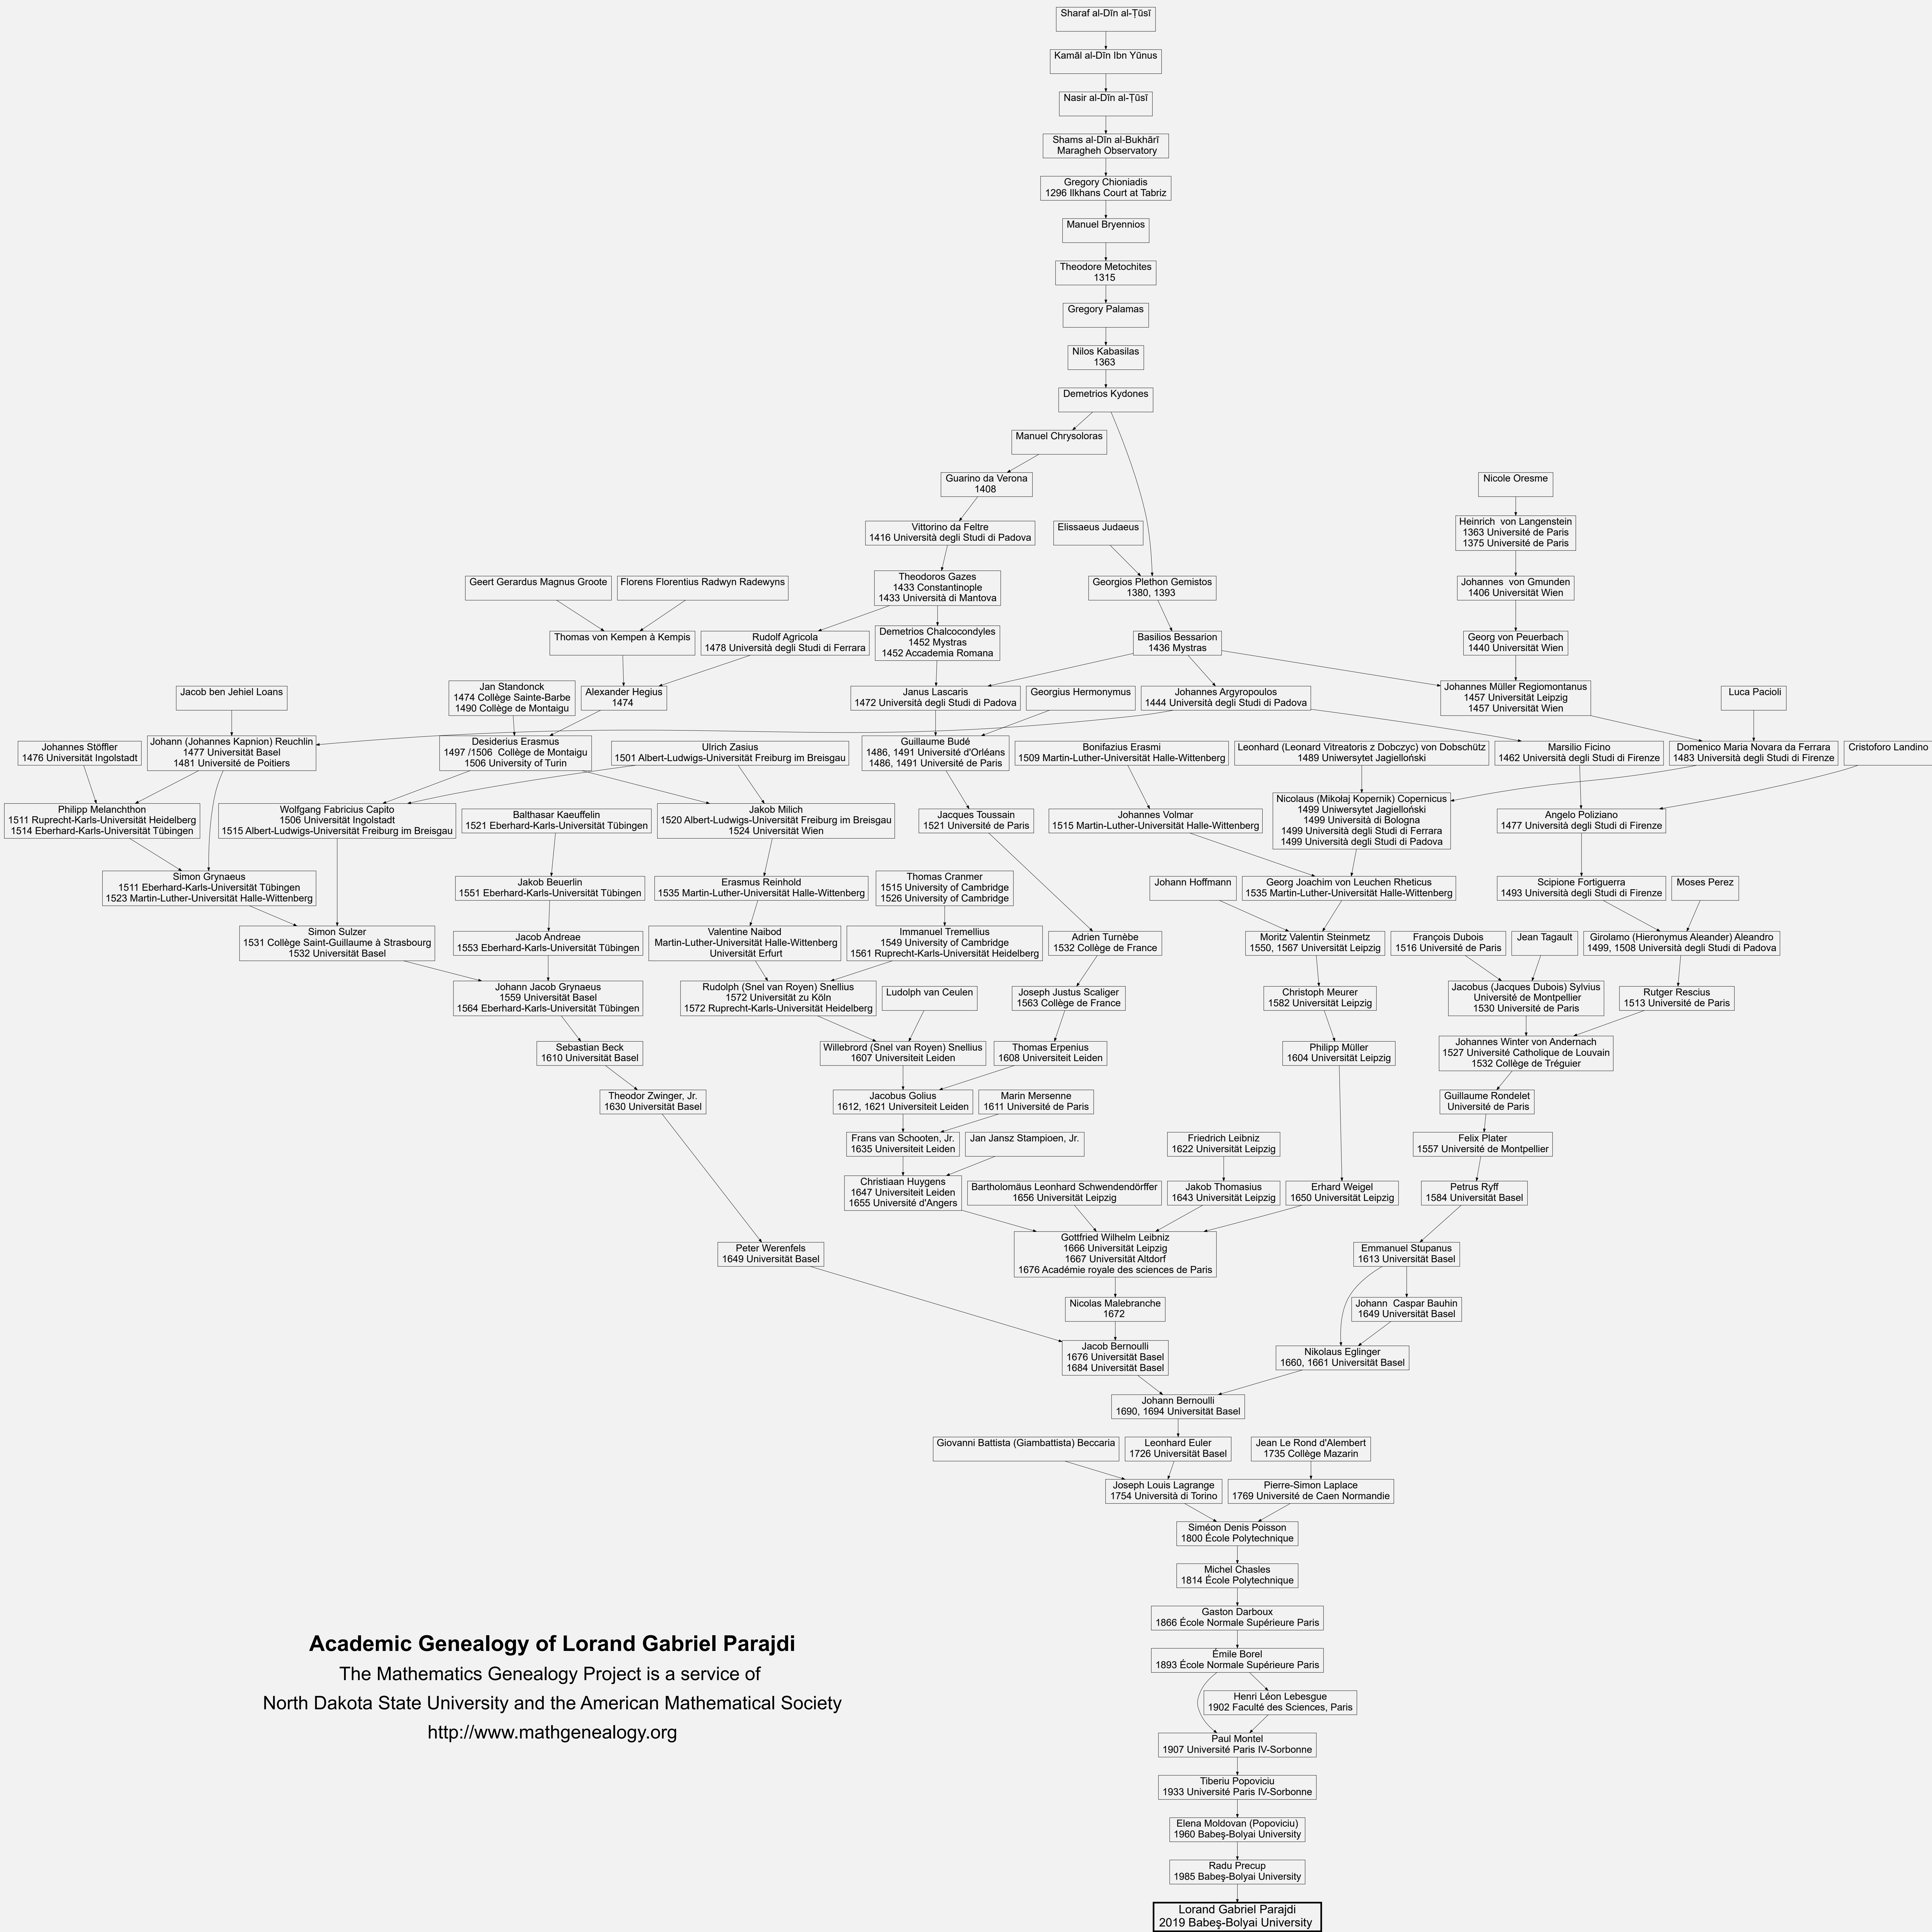 Sharaf al-Dīn al-Ṭūsī
Kamāl al-Dīn Ibn Yūnus
Nasir al-Dīn al-Ṭūsī
Shams al-Dīn al-Bukhārī
Maragheh Observatory
Gregory Chioniadis
1296 Ilkhans Court at Tabriz
Manuel Bryennios
Theodore Metochites
1315
Gregory Palamas
Nilos Kabasilas
1363
Demetrios Kydones
Manuel Chrysoloras
Guarino da Verona
1408
Nicole Oresme
Vittorino da Feltre
1416 Università degli Studi di Padova
Elissaeus Judaeus
Heinrich von Langenstein
1363 Université de Paris
1375 Université de Paris
Geert Gerardus Magnus Groote
Florens Florentius Radwyn Radewyns
Theodoros Gazes
1433 Constantinople
1433 Università di Mantova
Georgios Plethon Gemistos
1380, 1393
Johannes von Gmunden
1406 Universität Wien
Thomas von Kempen à Kempis
Rudolf Agricola
1478 Università degli Studi di Ferrara
Demetrios Chalcocondyles
1452 Mystras
1452 Accademia Romana
Basilios Bessarion
1436 Mystras
Georg von Peuerbach
1440 Universität Wien
Jacob ben Jehiel Loans
Jan Standonck
1474 Collège Sainte-Barbe
1490 Collège de Montaigu
Alexander Hegius
1474
Janus Lascaris
1472 Università degli Studi di Padova
Georgius Hermonymus
Johannes Argyropoulos
1444 Università degli Studi di Padova
Johannes Müller Regiomontanus
1457 Universität Leipzig
1457 Universität Wien
Luca Pacioli
Johannes Stöffler
1476 Universität Ingolstadt
Johann (Johannes Kapnion) Reuchlin
1477 Universität Basel
1481 Université de Poitiers
Desiderius Erasmus
1497 /1506 Collège de Montaigu
1506 University of Turin
Ulrich Zasius
1501 Albert-Ludwigs-Universität Freiburg im Breisgau
Guillaume Budé
1486, 1491 Université d'Orléans
1486, 1491 Université de Paris
Bonifazius Erasmi
1509 Martin-Luther-Universität Halle-Wittenberg
Leonhard (Leonard Vitreatoris z Dobczyc) von Dobschütz
1489 Uniwersytet Jagielloński
Marsilio Ficino
1462 Università degli Studi di Firenze
Domenico Maria Novara da Ferrara
1483 Università degli Studi di Firenze
Cristoforo Landino
Philipp Melanchthon
1511 Ruprecht-Karls-Universität Heidelberg
1514 Eberhard-Karls-Universität Tübingen
Wolfgang Fabricius Capito
1506 Universität Ingolstadt
1515 Albert-Ludwigs-Universität Freiburg im Breisgau
Balthasar Kaeuffelin
1521 Eberhard-Karls-Universität Tübingen
Jakob Milich
1520 Albert-Ludwigs-Universität Freiburg im Breisgau
1524 Universität Wien
Jacques Toussain
1521 Université de Paris
Johannes Volmar
1515 Martin-Luther-Universität Halle-Wittenberg
Nicolaus (Mikołaj Kopernik) Copernicus
1499 Uniwersytet Jagielloński
1499 Università di Bologna
1499 Università degli Studi di Ferrara
1499 Università degli Studi di Padova
Angelo Poliziano
1477 Università degli Studi di Firenze
Simon Grynaeus
1511 Eberhard-Karls-Universität Tübingen
1523 Martin-Luther-Universität Halle-Wittenberg
Jakob Beuerlin
1551 Eberhard-Karls-Universität Tübingen
Erasmus Reinhold
1535 Martin-Luther-Universität Halle-Wittenberg
Thomas Cranmer
1515 University of Cambridge
1526 University of Cambridge
Johann Hoffmann
Georg Joachim von Leuchen Rheticus
1535 Martin-Luther-Universität Halle-Wittenberg
Scipione Fortiguerra
1493 Università degli Studi di Firenze
Moses Perez
Simon Sulzer
1531 Collège Saint-Guillaume à Strasbourg
1532 Universität Basel
Jacob Andreae
1553 Eberhard-Karls-Universität Tübingen
Valentine Naibod
Martin-Luther-Universität Halle-Wittenberg
Universität Erfurt
Immanuel Tremellius
1549 University of Cambridge
1561 Ruprecht-Karls-Universität Heidelberg
Adrien Turnèbe
1532 Collège de France
Moritz Valentin Steinmetz
1550, 1567 Universität Leipzig
François Dubois
1516 Université de Paris
Jean Tagault
Girolamo (Hieronymus Aleander) Aleandro
1499, 1508 Università degli Studi di Padova
Johann Jacob Grynaeus
1559 Universität Basel
1564 Eberhard-Karls-Universität Tübingen
Rudolph (Snel van Royen) Snellius
1572 Universität zu Köln
1572 Ruprecht-Karls-Universität Heidelberg
Ludolph van Ceulen
Joseph Justus Scaliger
1563 Collège de France
Christoph Meurer
1582 Universität Leipzig
Jacobus (Jacques Dubois) Sylvius
Université de Montpellier
1530 Université de Paris
Rutger Rescius
1513 Université de Paris
Sebastian Beck
1610 Universität Basel
Willebrord (Snel van Royen) Snellius
1607 Universiteit Leiden
Thomas Erpenius
1608 Universiteit Leiden
Philipp Müller
1604 Universität Leipzig
Johannes Winter von Andernach
1527 Université Catholique de Louvain
1532 Collège de Tréguier
Theodor Zwinger, Jr.
1630 Universität Basel
Jacobus Golius
1612, 1621 Universiteit Leiden
Marin Mersenne
1611 Université de Paris
Guillaume Rondelet
Université de Paris
Frans van Schooten, Jr.
1635 Universiteit Leiden
Jan Jansz Stampioen, Jr.
Friedrich Leibniz
1622 Universität Leipzig
Felix Plater
1557 Université de Montpellier
Christiaan Huygens
1647 Universiteit Leiden
1655 Université d'Angers
Bartholomäus Leonhard Schwendendörffer
1656 Universität Leipzig
Jakob Thomasius
1643 Universität Leipzig
Erhard Weigel
1650 Universität Leipzig
Petrus Ryff
1584 Universität Basel
Peter Werenfels
1649 Universität Basel
Gottfried Wilhelm Leibniz
1666 Universität Leipzig
1667 Universität Altdorf
1676 Académie royale des sciences de Paris
Emmanuel Stupanus
1613 Universität Basel
Nicolas Malebranche
1672
Johann Caspar Bauhin
1649 Universität Basel
Jacob Bernoulli
1676 Universität Basel
1684 Universität Basel
Nikolaus Eglinger
1660, 1661 Universität Basel
Johann Bernoulli
1690, 1694 Universität Basel
Giovanni Battista (Giambattista) Beccaria
Leonhard Euler
1726 Universität Basel
Jean Le Rond d'Alembert
1735 Collège Mazarin
Joseph Louis Lagrange
1754 Università di Torino
Pierre-Simon Laplace
1769 Université de Caen Normandie
Siméon Denis Poisson
1800 École Polytechnique
Michel Chasles
1814 École Polytechnique
Gaston Darboux
1866 École Normale Supérieure Paris
Émile Borel
1893 École Normale Supérieure Paris
Henri Léon Lebesgue
1902 Faculté des Sciences, Paris
Paul Montel
1907 Université Paris IV-Sorbonne
Tiberiu Popoviciu
1933 Université Paris IV-Sorbonne
Elena Moldovan (Popoviciu)
1960 Babeş-Bolyai University
Radu Precup
1985 Babeş-Bolyai University
Lorand Gabriel Parajdi
2019 Babeş-Bolyai University
Academic Genealogy of Lorand Gabriel Parajdi
The Mathematics Genealogy Project is a service of
North Dakota State University and the American Mathematical Society
http://www.mathgenealogy.org